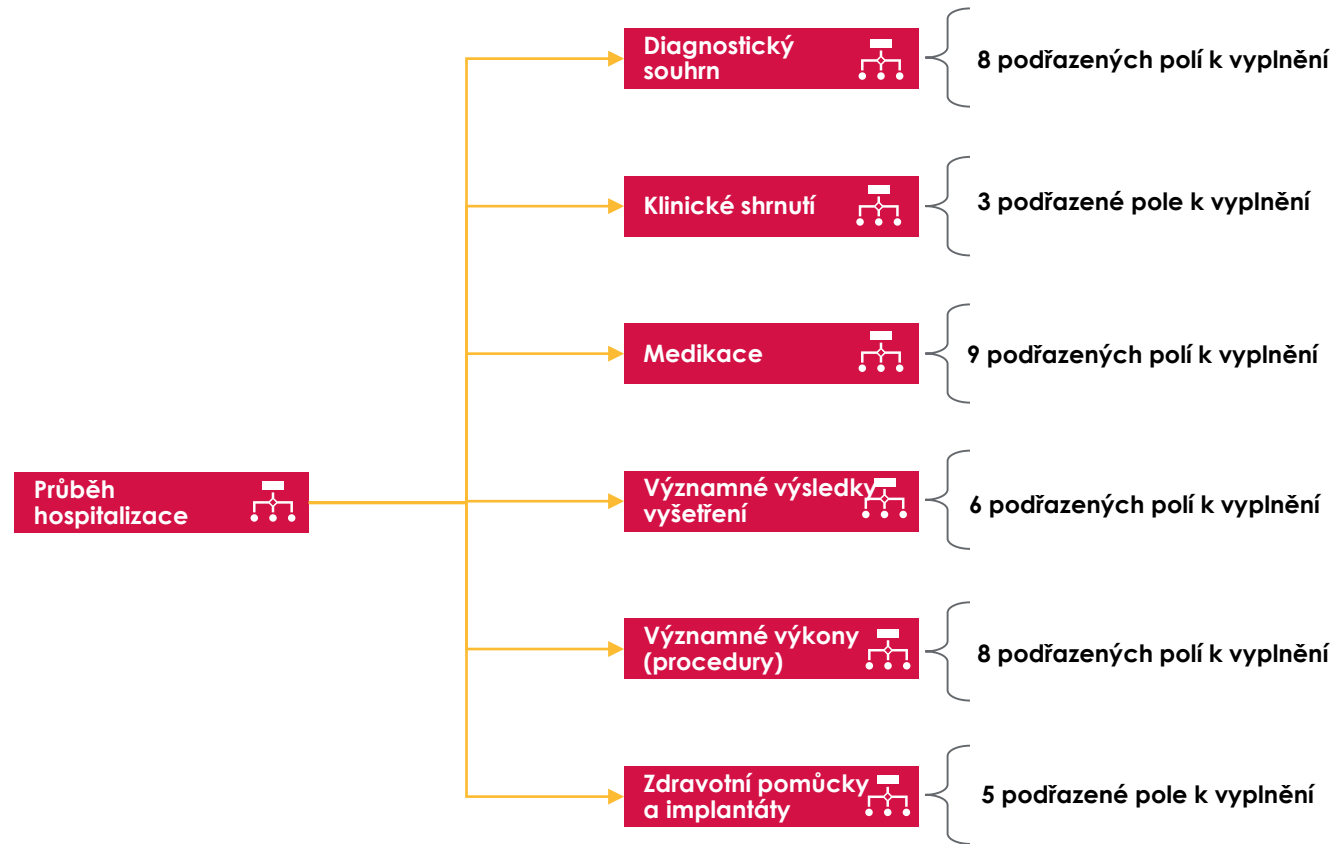 Diagnostický
souhrn
8 podřazených polí k vyplnění
Klinické shrnutí
3 podřazené pole k vyplnění
Medikace
9 podřazených polí k vyplnění
Průběh
hospitalizace
Významné výsledky
vyšetření
6 podřazených polí k vyplnění
Významné výkony
(procedury)
8 podřazených polí k vyplnění
Zdravotní pomůcky
a implantáty
5 podřazené pole k vyplnění